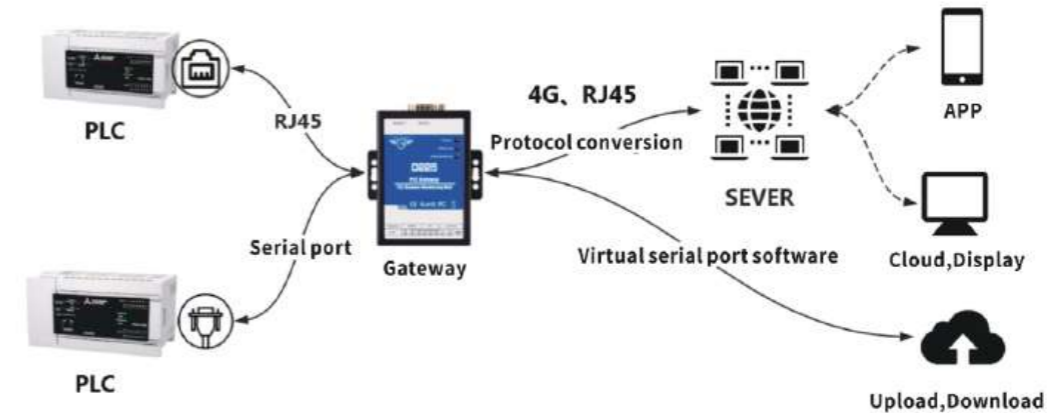 PLC
RJ45
4G、RJ45
Protocol conversion
APP
SEVER
Serial port
Gateway
Virtual serial port software
Cloud,Display
PLC
Upload,Download